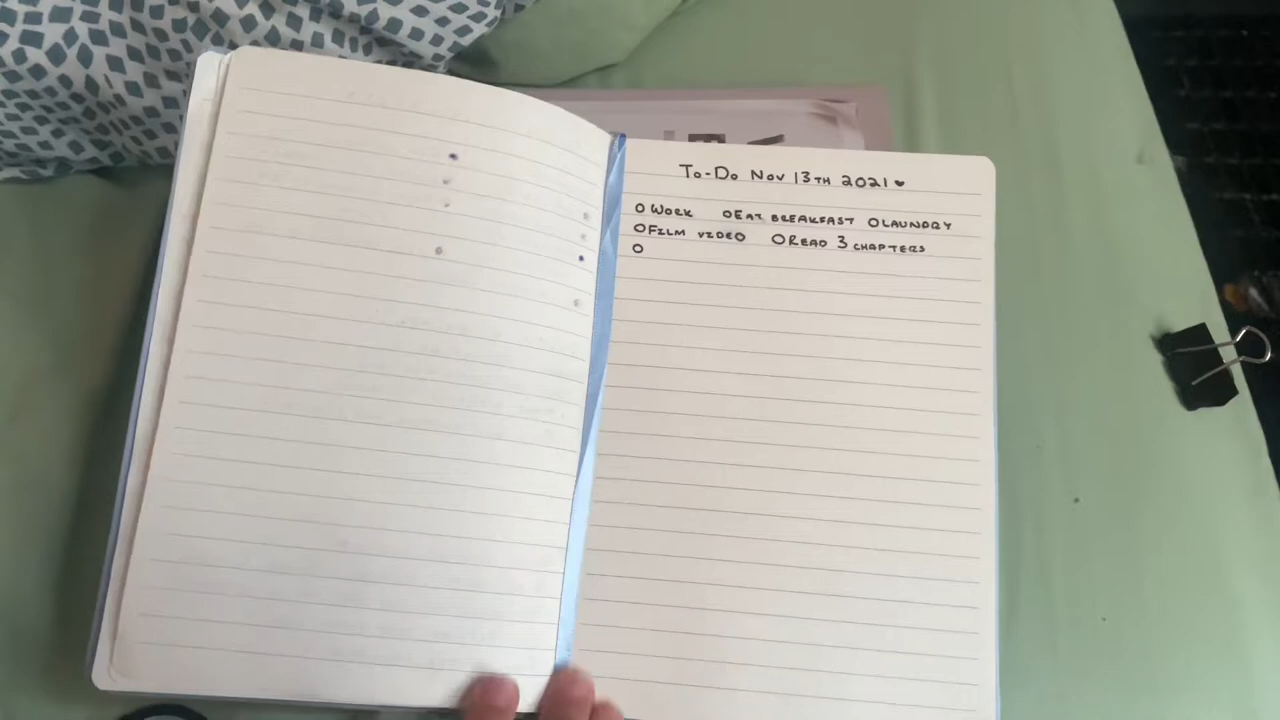 To-Do Nov 13th 2021 ♥
O Work O Eat breakfast O Laundry
O Film video O Read 3 chapters
O